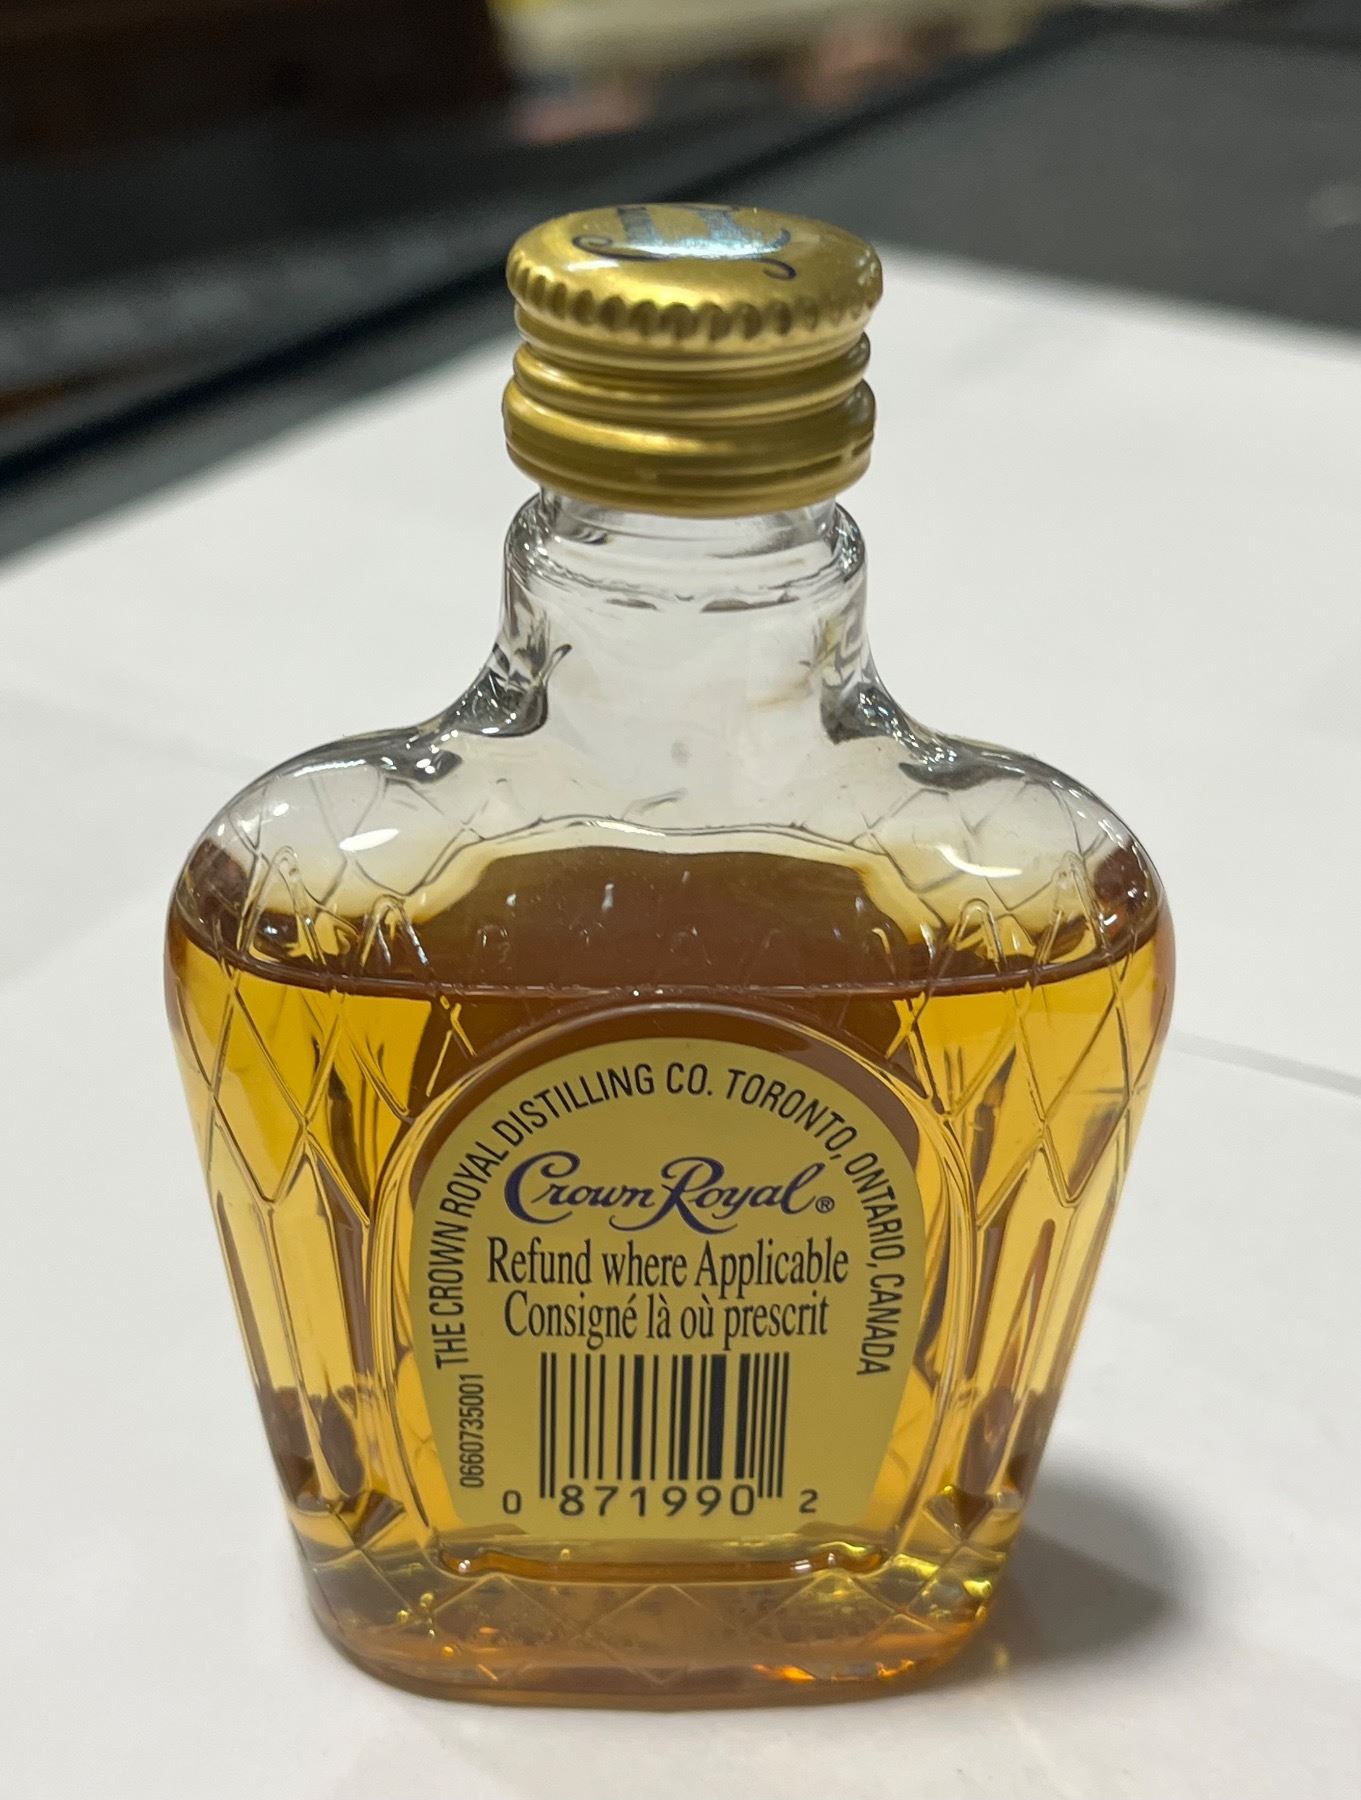 THE CROWN ROYAL DISTILLING CO. TORONTO, ONTARIO, CANADA
Crown Royal®
Refund where Applicable
Consigné là où prescrit
0660735001
0 871990 2